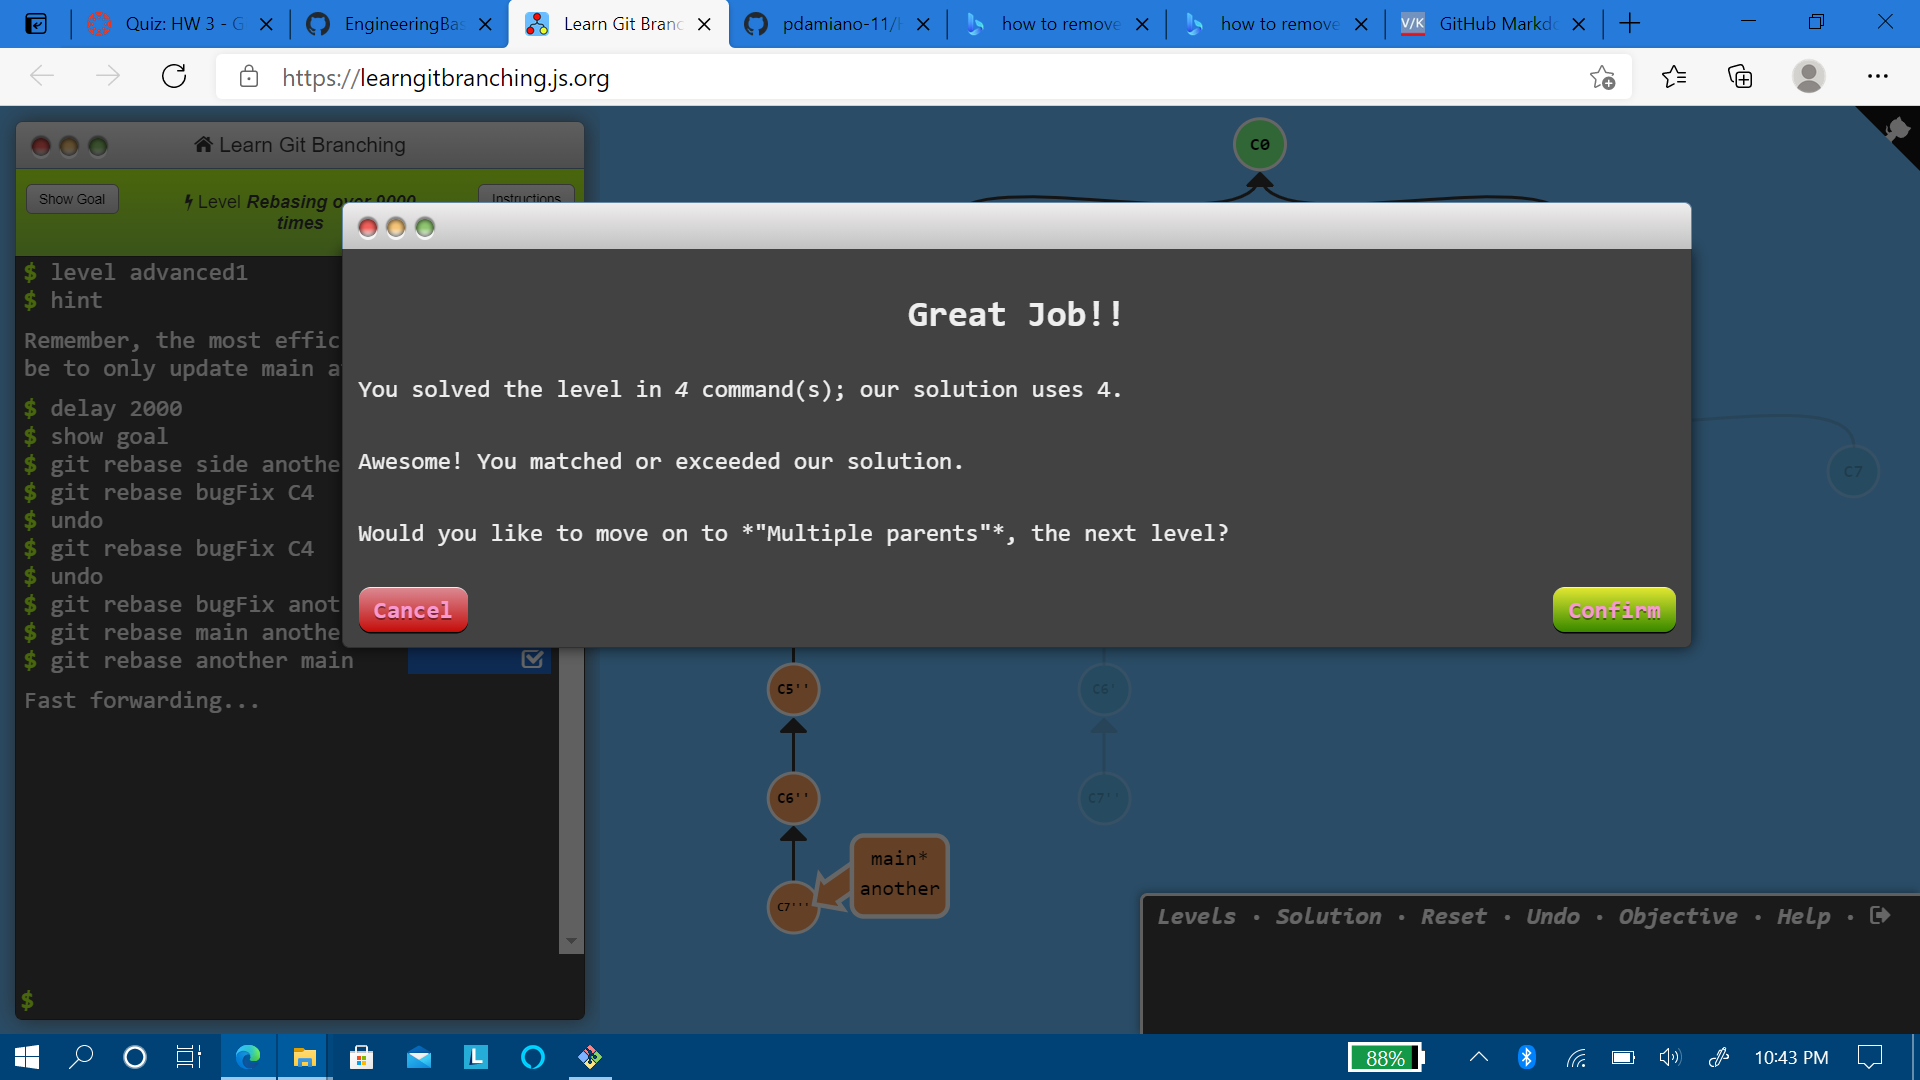 Quiz: HW 3 - G
EngineeringBas
Learn Git Branc
pdamiano-11/
how to remove
how to remove
V/K
GitHub Markdo
https://learngitbranching.js.org
Learn Git Branching
Show Goal
Level Rebasing over 9000
times
Instructions
$ level advanced1
$ hint
Remember, the most effic
be to only update main a
$ delay 2000
$ show goal
$ git rebase side anothe
$ git rebase bugFix C4
$ undo
$ git rebase bugFix C4
$ undo
$ git rebase bugFix anot
$ git rebase main anothe
$ git rebase another main
Fast forwarding...
$
C0
Great Job!!
You solved the level in 4 command(s); our solution uses 4.
Awesome! You matched or exceeded our solution.
Would you like to move on to *"Multiple parents"*, the next level?
Cancel
Confirm
C7
C5''
C6'
C6''
C7''
C7'''
main*
another
Levels · Solution · Reset · Undo · Objective · Help ·
L
88%
10:43 PM